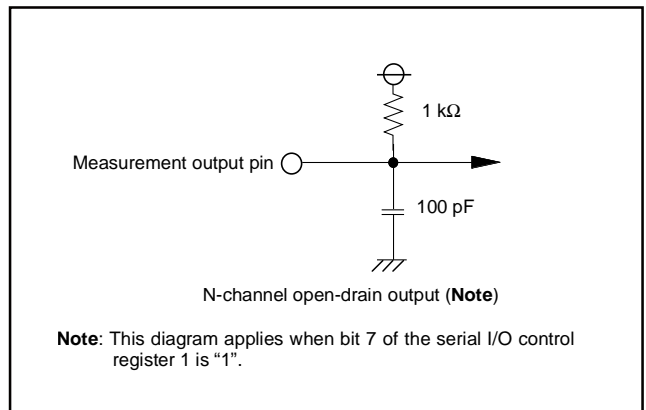 1 kΩ
Measurement output pin
100 pF
N-channel open-drain output (Note)
Note: This diagram applies when bit 7 of the serial I/O control
register 1 is “1”.